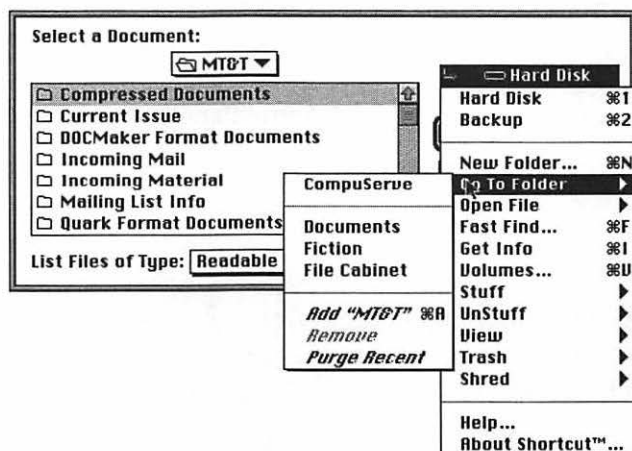 Select a Document:
MT&T
Compressed Documents
Current Issue
DOCMaker Format Documents
Incoming Mail
Incoming Material
Mailing List Info
Quark Format Documents
List Files of Type: Readable
CompuServe
Documents
Fiction
File Cabinet
Add “MT&T” ⌘A
Remove
Purge Recent
Hard Disk
Hard Disk ⌘1
Backup ⌘2
New Folder... ⌘N
Go To Folder
Open File
Fast Find... ⌘F
Get Info ⌘I
Volumes... ⌘V
Stuff
UnStuff
View
Trash
Shred
Help...
About Shortcut™...